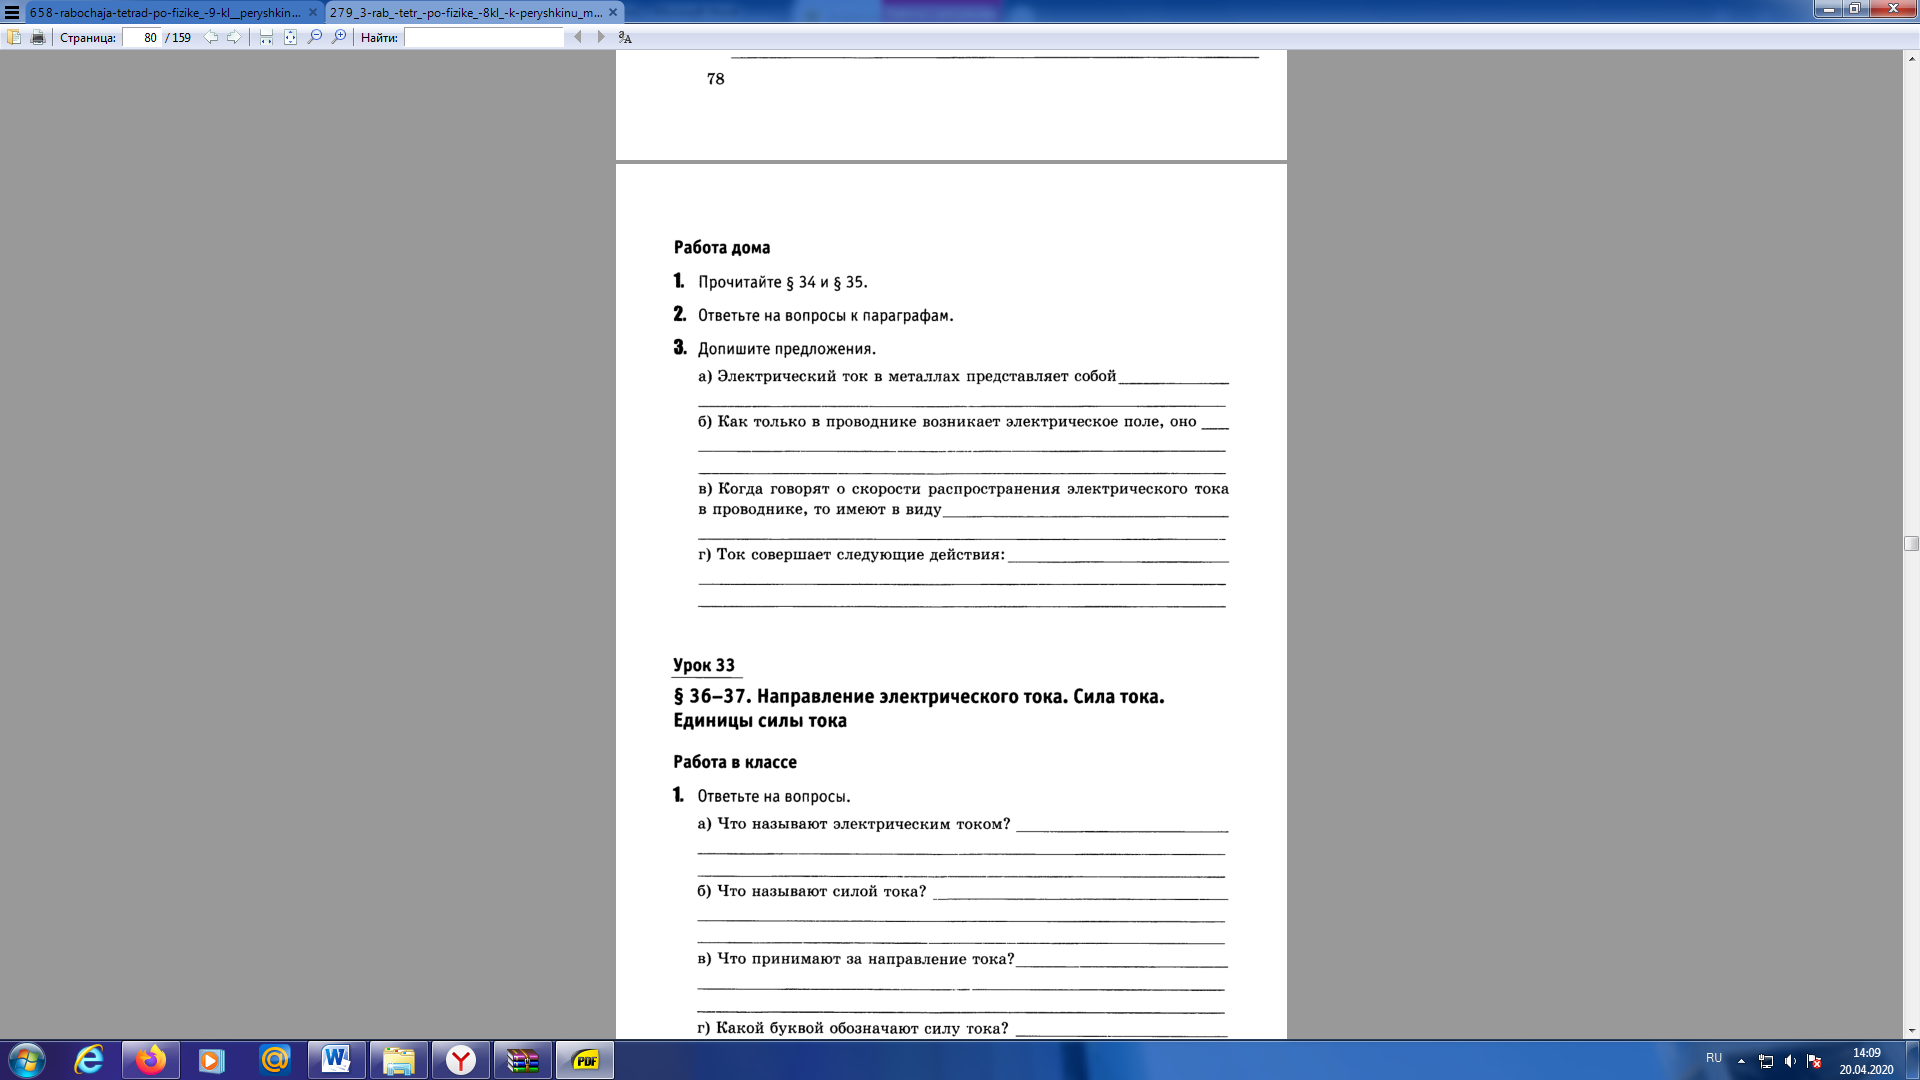 658-rabochaja-tetrad-po-fizike_-9-kl__peryshkin...
279_3-rab_-tetr_-po-fizike_-8kl_-k-peryshkinu_m...
Страница: 80 / 159 Найти:
78
Работа дома
1. Прочитайте § 34 и § 35.
2. Ответьте на вопросы к параграфам.
3. Допишите предложения.
а) Электрический ток в металлах представляет собой
б) Как только в проводнике возникает электрическое поле, оно
в) Когда говорят о скорости распространения электрического тока
в проводнике, то имеют в виду
г) Ток совершает следующие действия:
Урок 33
§ 36–37. Направление электрического тока. Сила тока.
Единицы силы тока
Работа в классе
1. Ответьте на вопросы.
а) Что называют электрическим током?
б) Что называют силой тока?
в) Что принимают за направление тока?
г) Какой буквой обозначают силу тока?
PDF
RU
14:09
20.04.2020